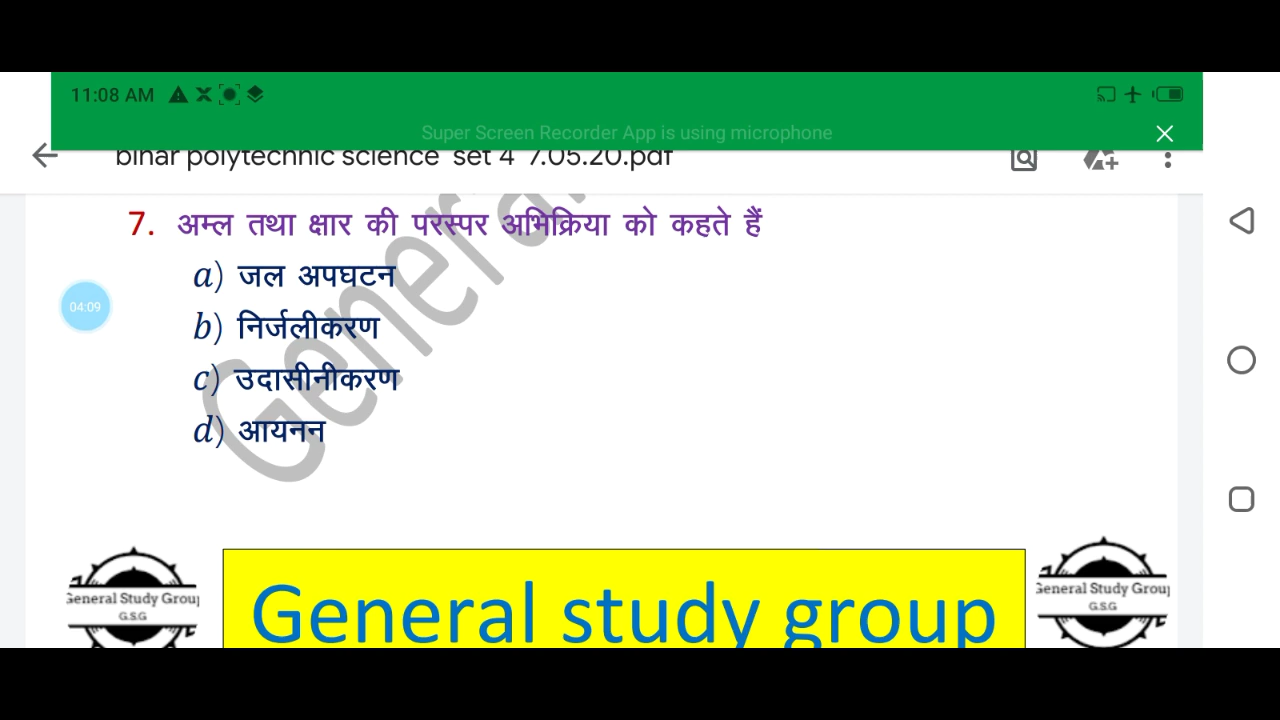 11:08 AM
Super Screen Recorder App is using microphone
bihar polytechnic science set 4 7.05.20.pdf
7. अम्ल तथा क्षार की परस्पर अभिक्रिया को कहते हैं
a) जल अपघटन
04:09
b) निर्जलीकरण
c) उदासीनीकरण
d) आयनन
General
General Study Group
G.S.G
General study group
General Study Group
G.S.G